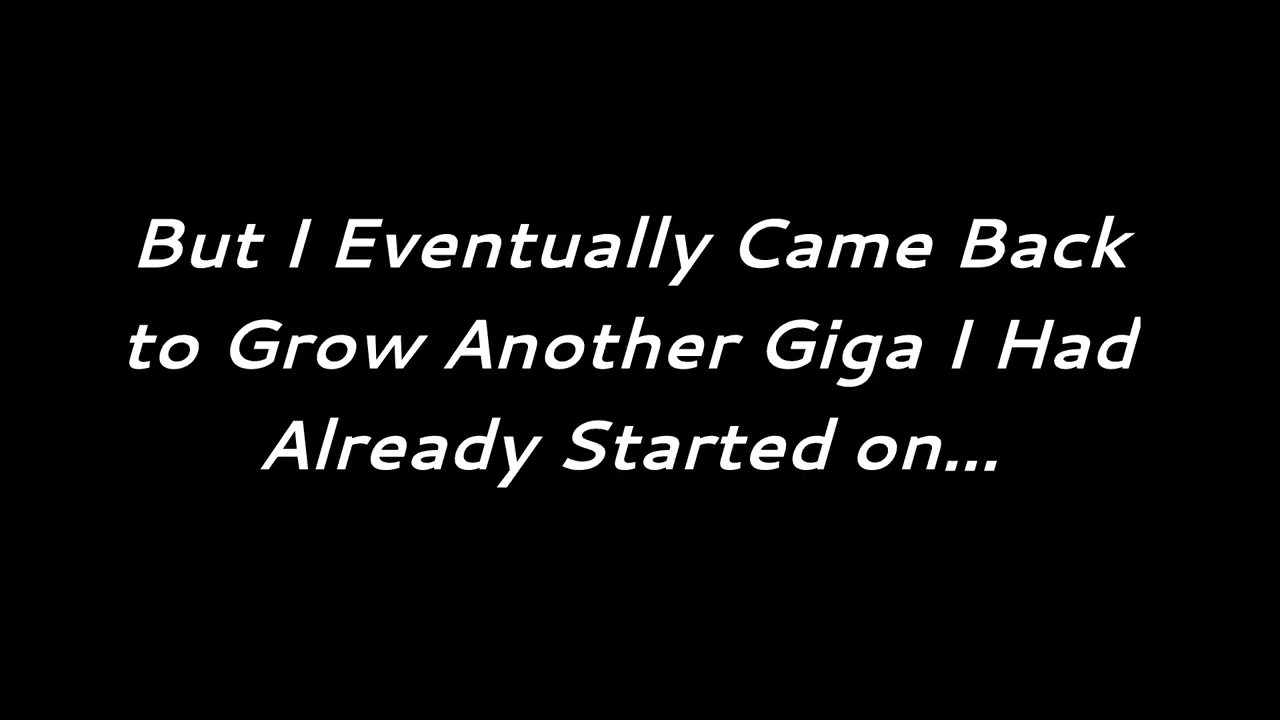 But I Eventually Came Back
to Grow Another Giga I Had
Already Started on...